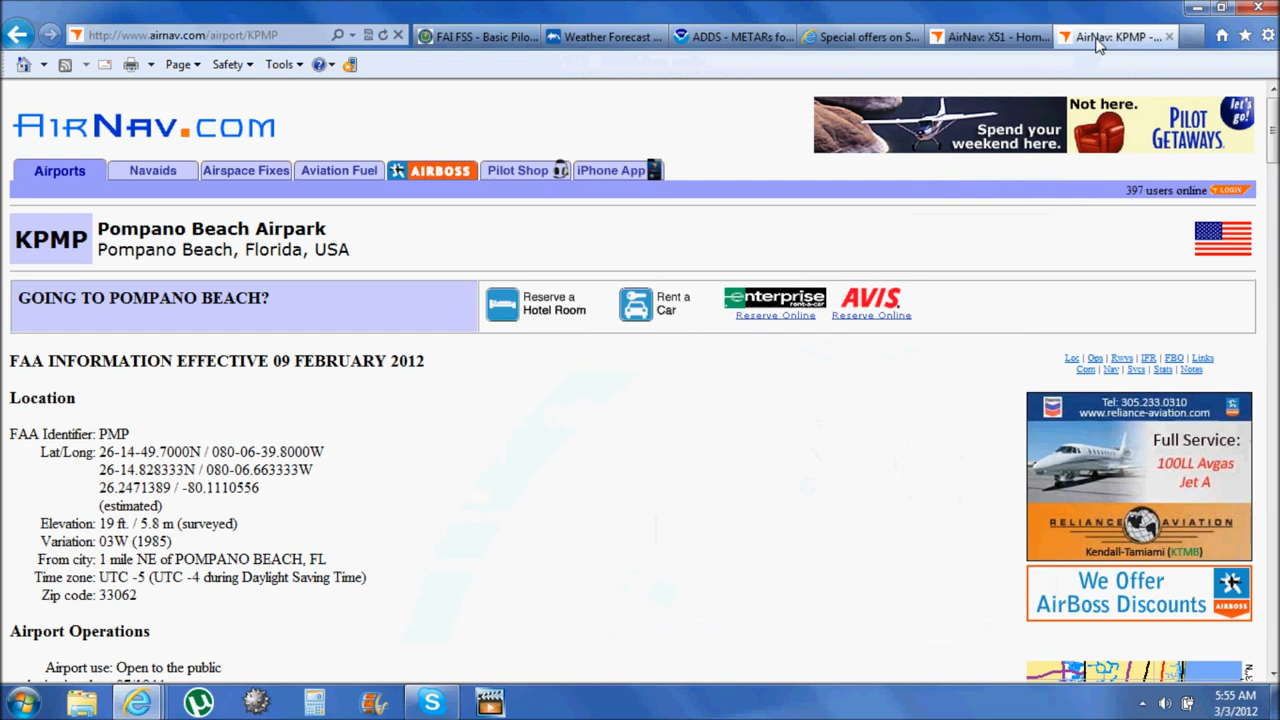 http://www.airnav.com/airport/KPMP
FAI FSS - Basic Pilo...
Weather Forecast ...
ADDS - METARs fo...
Special offers on S...
AirNav: X51 - Hom...
AirNav: KPMP -...
Page
Safety
Tools
AIRNAV.COM
Spend your
weekend here.
Not here.
PILOT
GETAWAYS.
let's
go!
Airports
Navaids
Airspace Fixes
Aviation Fuel
AIRBOSS
Pilot Shop
iPhone App
397 users online
LOGIN
KPMP
Pompano Beach Airpark
Pompano Beach, Florida, USA
GOING TO POMPANO BEACH?
Reserve a
Hotel Room
Rent a
Car
enterprise
rent-a-car
Reserve Online
AVIS
Reserve Online
FAA INFORMATION EFFECTIVE 09 FEBRUARY 2012
Loc | Ops | Rwys | IFR | FBO | Links
Com | Nav | Svcs | Stats | Notes
Location
FAA Identifier: PMP
Lat/Long: 26-14-49.7000N / 080-06-39.8000W
26-14.828333N / 080-06.663333W
26.2471389 / -80.1110556
(estimated)
Elevation: 19 ft. / 5.8 m (surveyed)
Variation: 03W (1985)
From city: 1 mile NE of POMPANO BEACH, FL
Time zone: UTC -5 (UTC -4 during Daylight Saving Time)
Zip code: 33062
Airport Operations
Airport use: Open to the public
Tel: 305.233.0310
www.reliance-aviation.com
Full Service:
100LL Avgas
Jet A
RELIANCE AVIATION
Kendall-Tamiami (KTMB)
We Offer
AirBoss Discounts
AIRBOSS
5:55 AM
3/3/2012